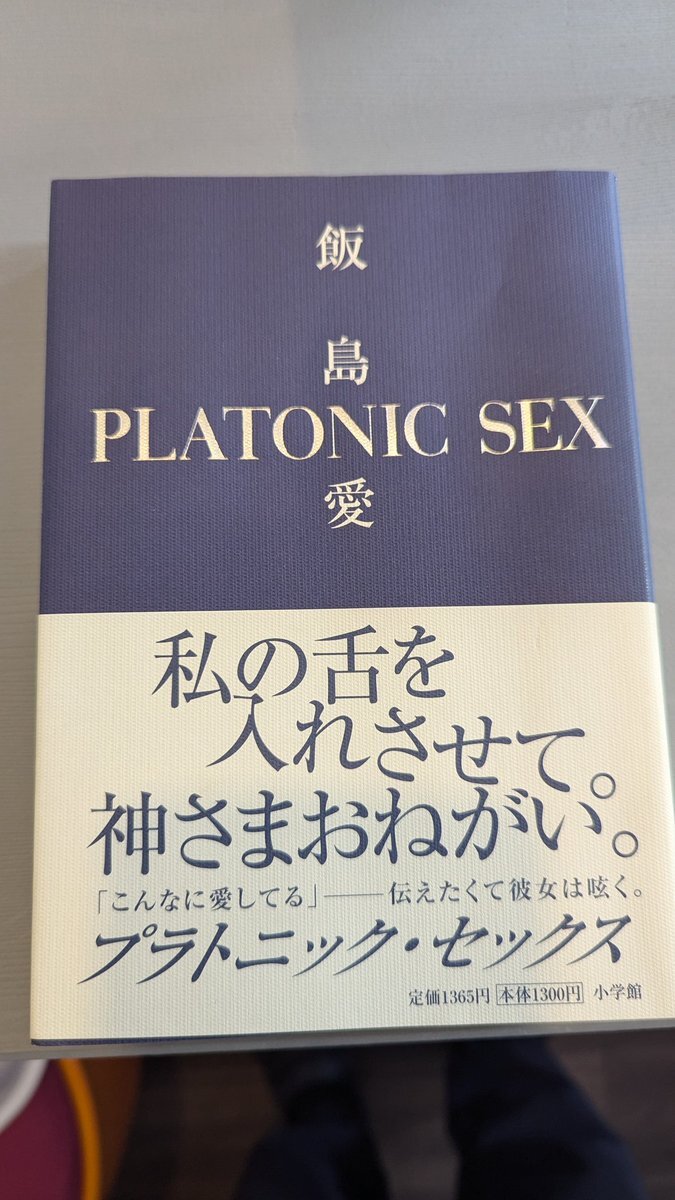 飯島愛
PLATONIC SEX
私の舌を
入れさせて。
神さまおねがい。
「こんなに愛してる」――伝えたくて彼女は呟く。
プラトニック・セックス
定価1365円 本体1300円 小学館